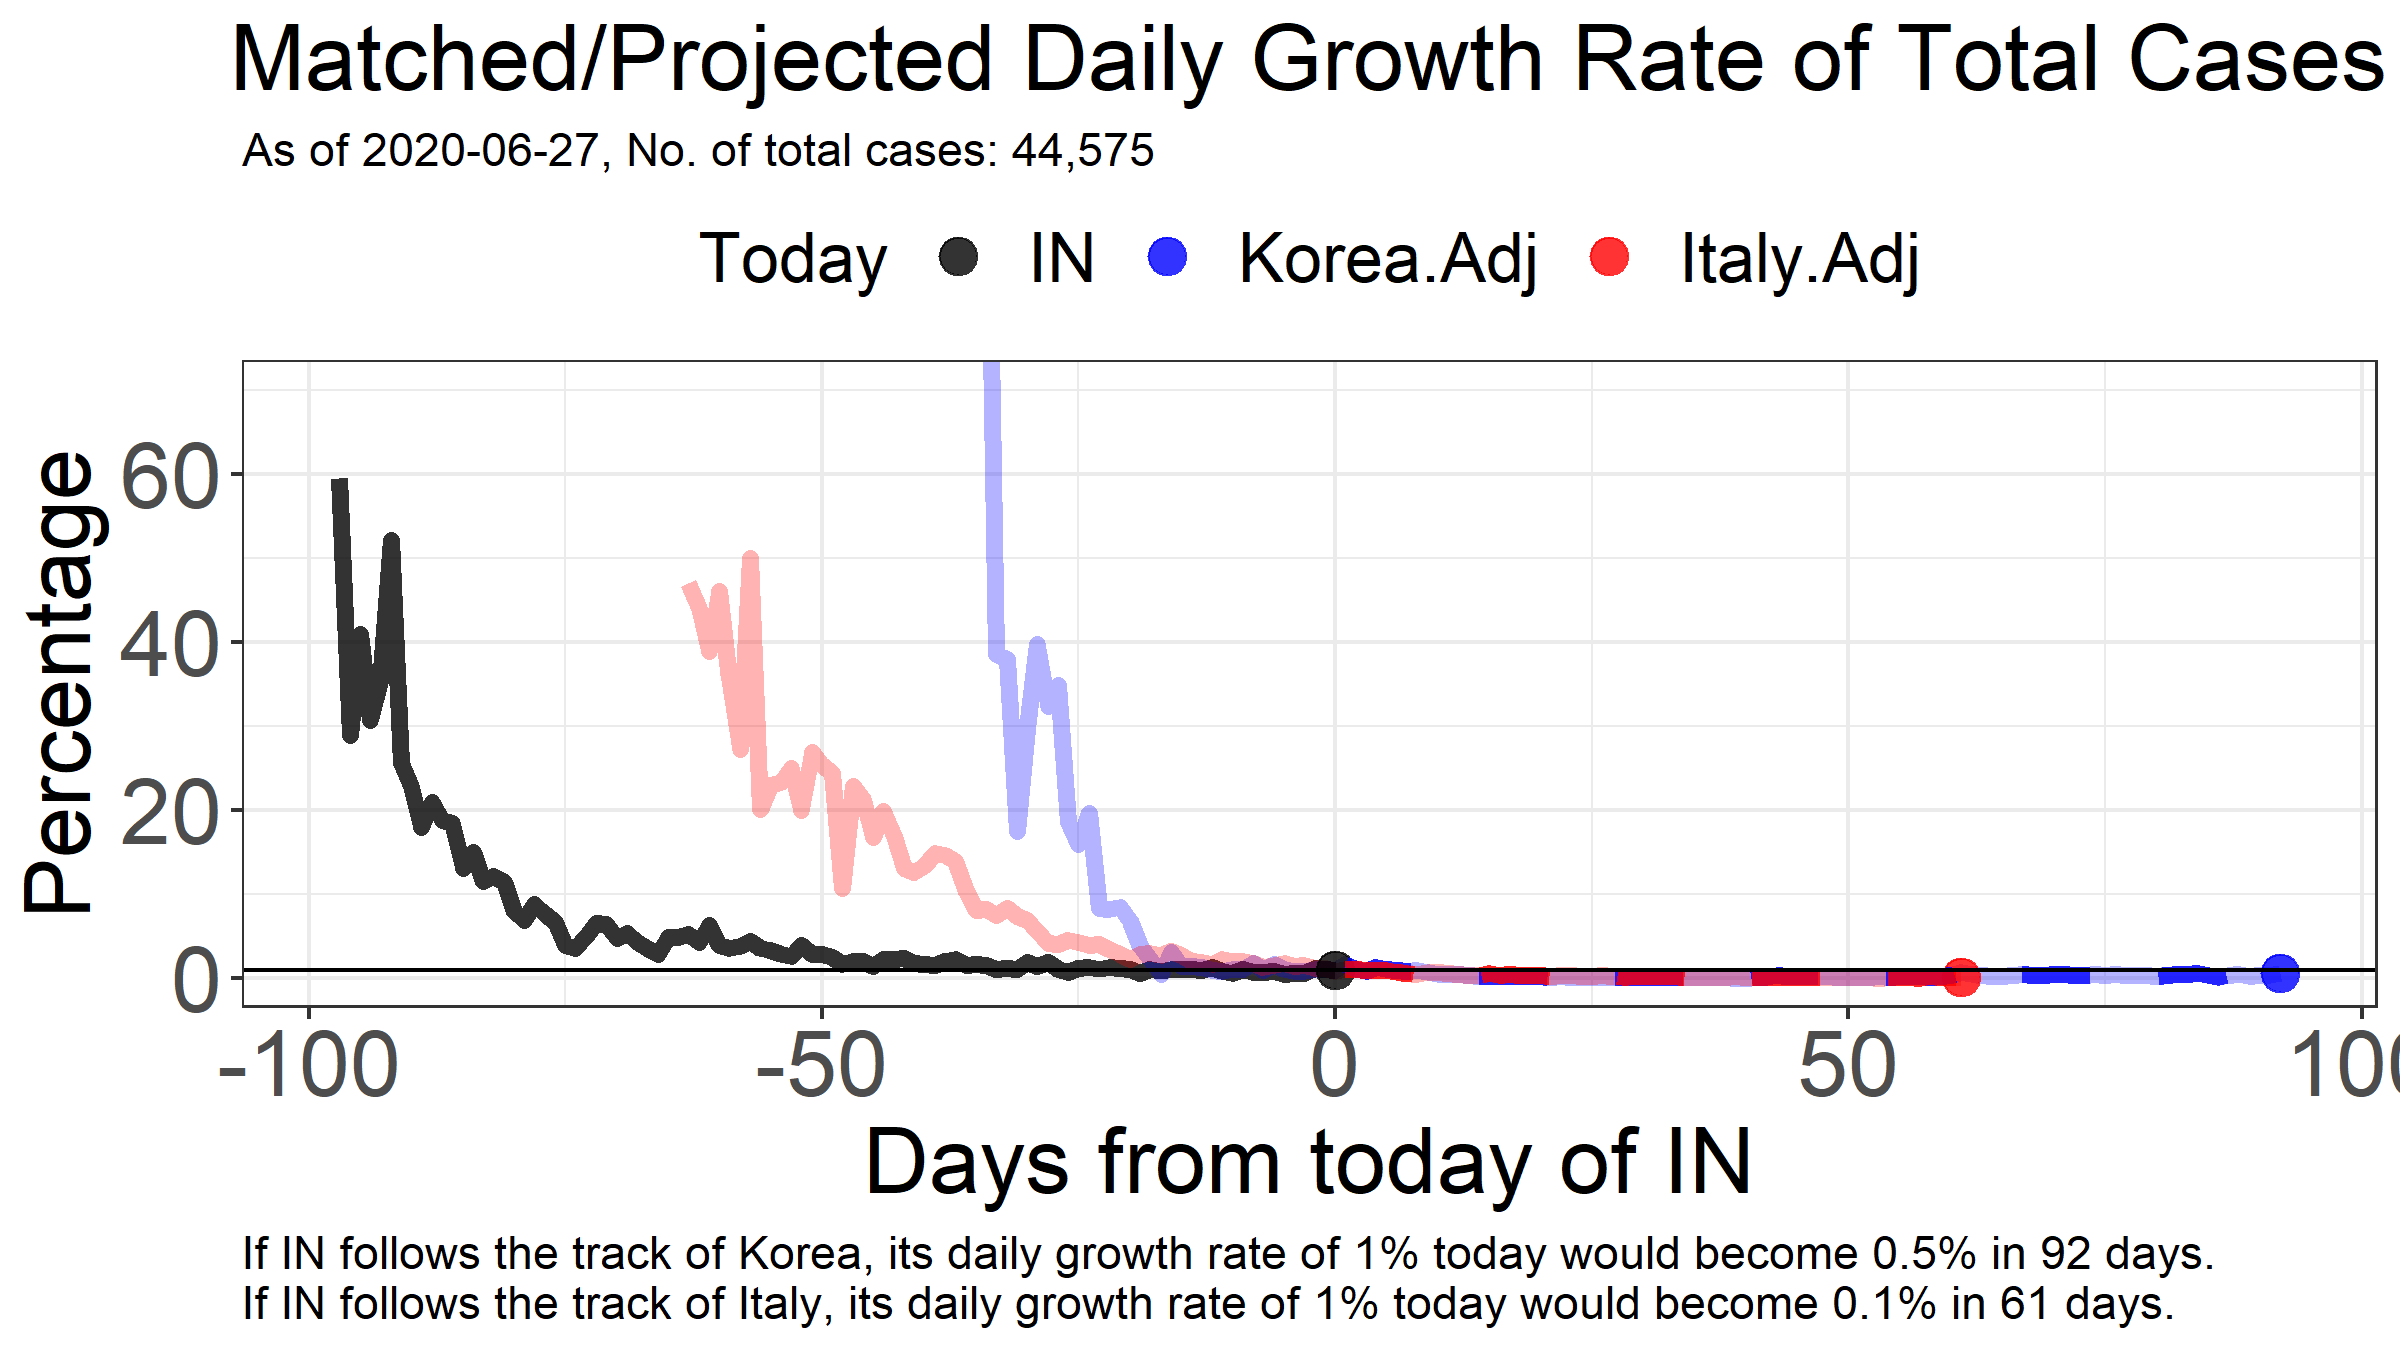 Matched/Projected Daily Growth Rate of Total Cases
As of 2020-06-27, No. of total cases: 44,575
Today IN Korea.Adj Italy.Adj
Percentage
60
40
20
0
-100 -50 0 50 100
Days from today of IN
If IN follows the track of Korea, its daily growth rate of 1% today would become 0.5% in 92 days.
If IN follows the track of Italy, its daily growth rate of 1% today would become 0.1% in 61 days.